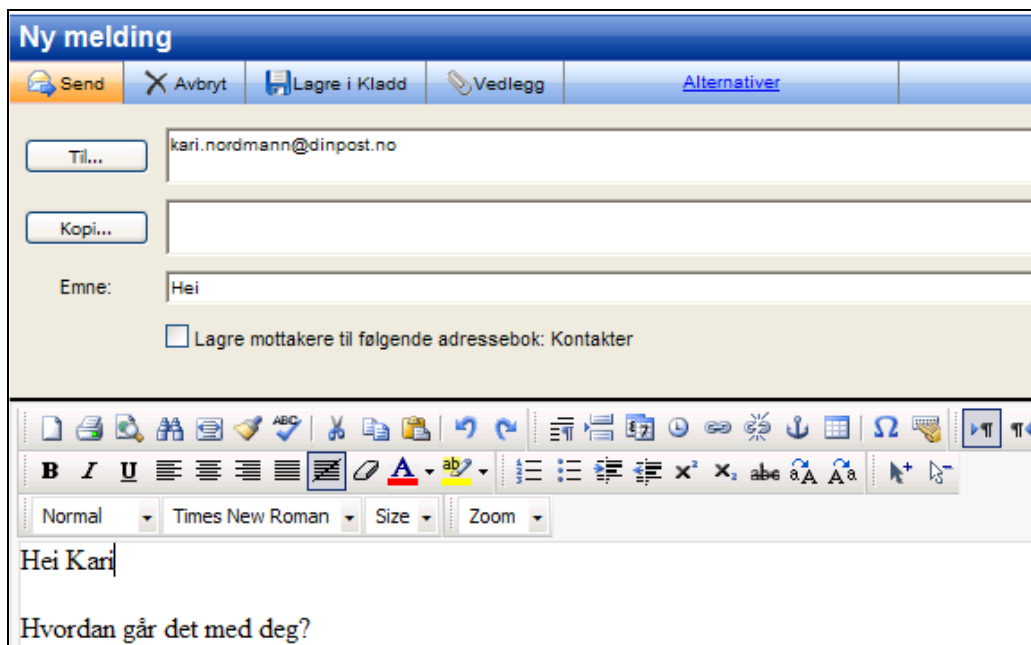 Ny melding
Send Avbryt Lagre i Kladd Vedlegg Alternativer
Til... kari.nordmann@dinpost.no
Kopi...
Emne: Hei
Lagre mottakere til følgende adressebok: Kontakter
Normal Times New Roman Size Zoom
Hei Kari
Hvordan går det med deg?